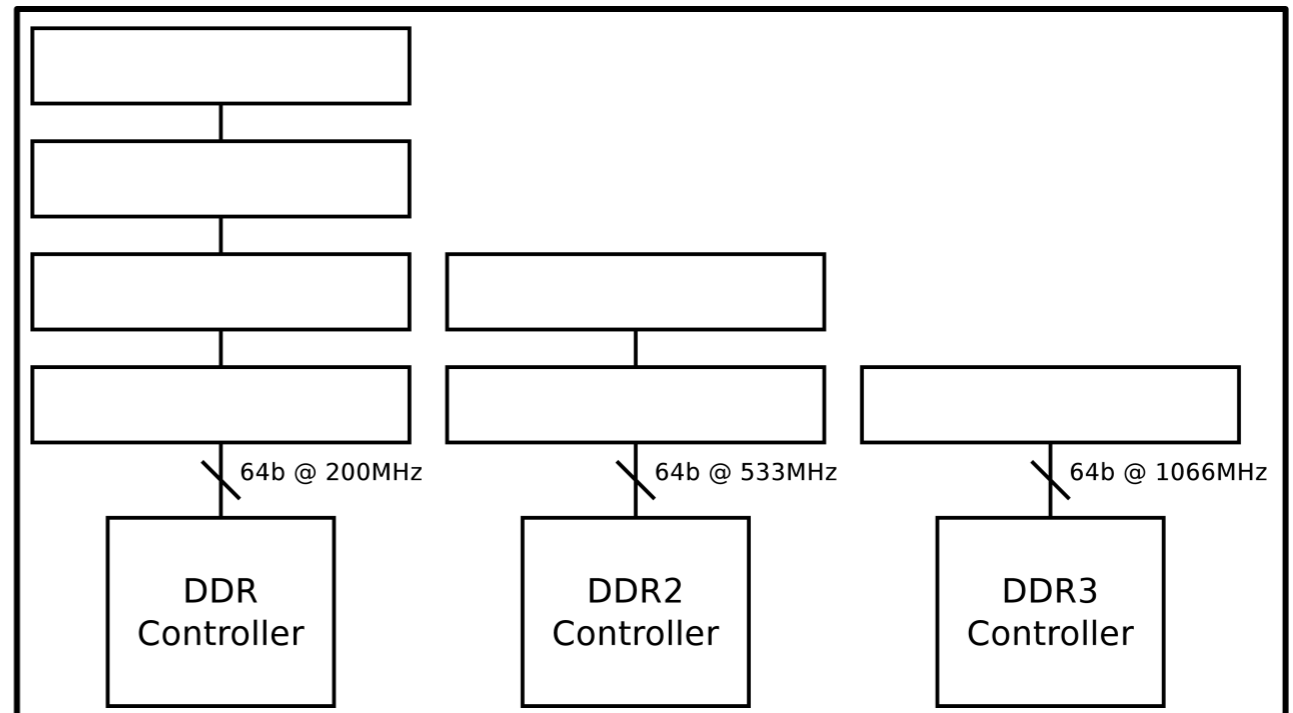 64b @ 200MHz
64b @ 533MHz
64b @ 1066MHz
DDR
Controller
DDR2
Controller
DDR3
Controller